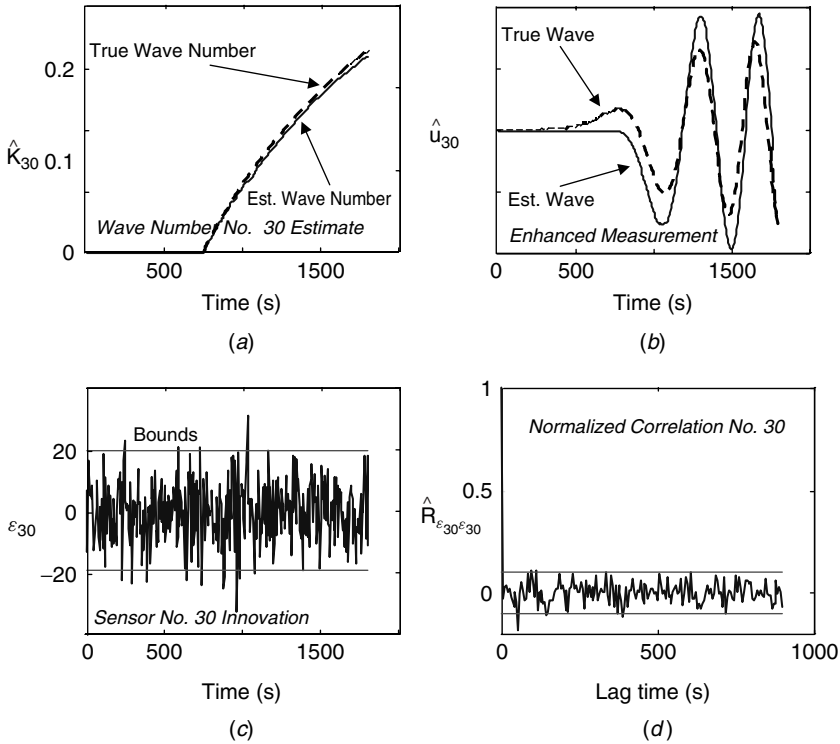 0.2
True Wave Number
K̂30
0.1
Est. Wave Number
Wave Number No. 30 Estimate
0
500
1500
Time (s)
(a)
True Wave
û30
Est. Wave
Enhanced Measurement
0
500
1000
1500
Time (s)
(b)
Bounds
20
ε30
0
−20
Sensor No. 30 Innovation
0
500
1500
Time (s)
(c)
1
Normalized Correlation No. 30
0.5
R̂ε30ε30
0
0
500
1000
Lag time (s)
(d)